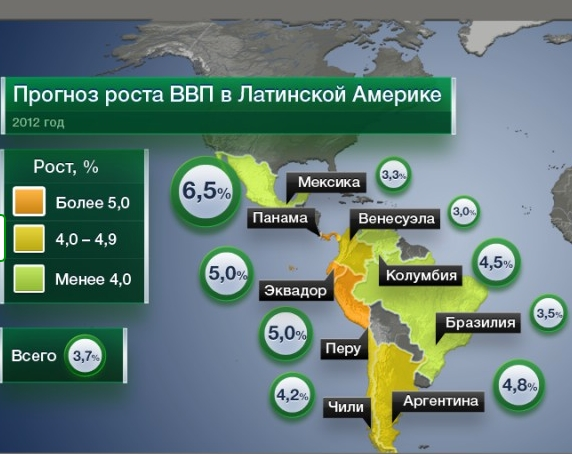 Прогноз роста ВВП в Латинской Америке
2012 год
Рост, %
Более 5,0
4,0 – 4,9
Менее 4,0
Всего 3,7%
6,5%
Мексика 3,3%
Панама
Венесуэла 3,0%
5,0%
Колумбия 4,5%
Эквадор
5,0%
Бразилия 3,5%
Перу
4,2%
Чили
Аргентина 4,8%